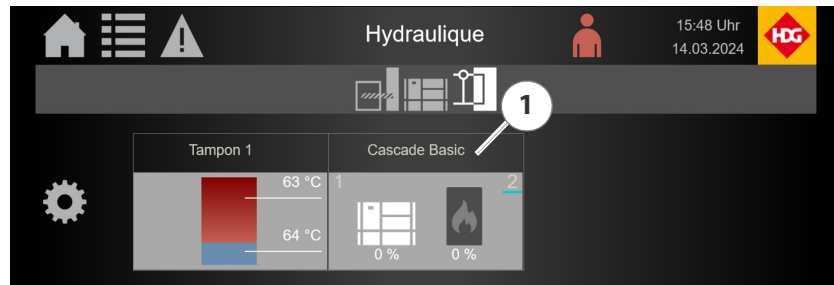 Hydraulique
15:48 Uhr
14.03.2024
HDG
1
Tampon 1
Cascade Basic
63 °C
64 °C
1
2
0 %
0 %